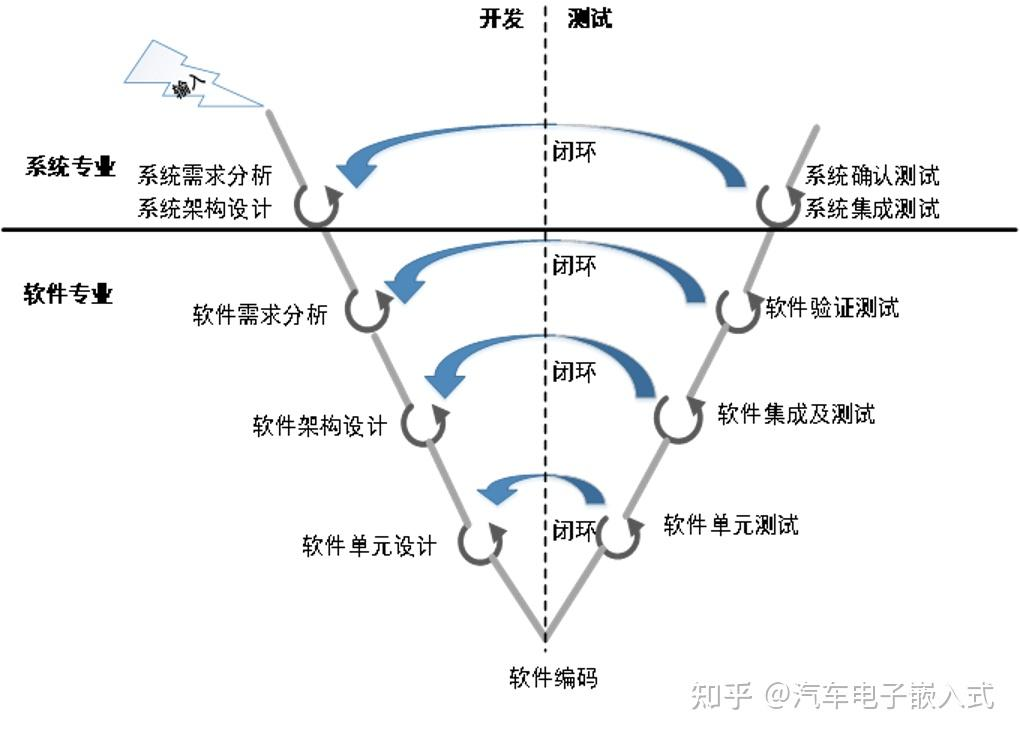 开发
测试
输入
闭环
系统专业
系统需求分析
系统架构设计
系统确认测试
系统集成测试
软件专业
闭环
软件需求分析
软件验证测试
闭环
软件架构设计
软件集成及测试
闭环
软件单元设计
软件单元测试
软件编码
知乎 @汽车电子嵌入式